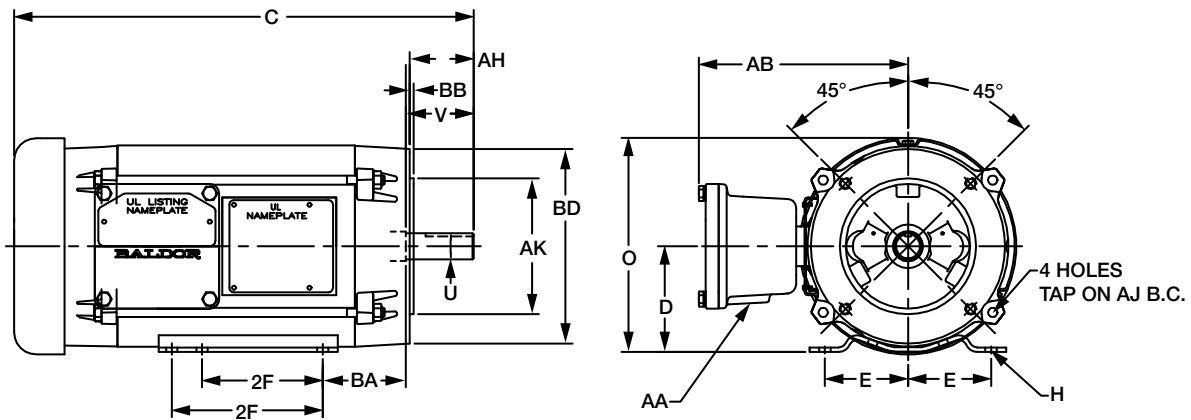 C
AH
BB
V
UL LISTING
NAMEPLATE
UL
NAMEPLATE
BALDOR
BD
AK
U
2F
BA
2F
AB
45°
45°
O
D
4 HOLES
TAP ON AJ B.C.
E
E
H
AA